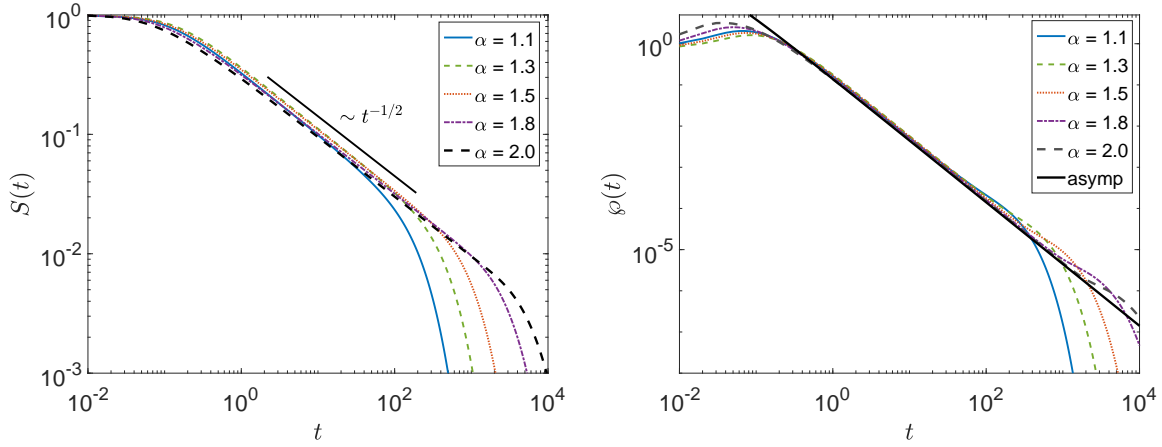 10^0
10^-1
10^-2
10^-3
S(t)
10^-2
10^0
10^2
10^4
t
∼ t^-1/2
α = 1.1
α = 1.3
α = 1.5
α = 1.8
α = 2.0
10^0
10^-5
℘(t)
10^-2
10^0
10^2
10^4
t
α = 1.1
α = 1.3
α = 1.5
α = 1.8
α = 2.0
asymp